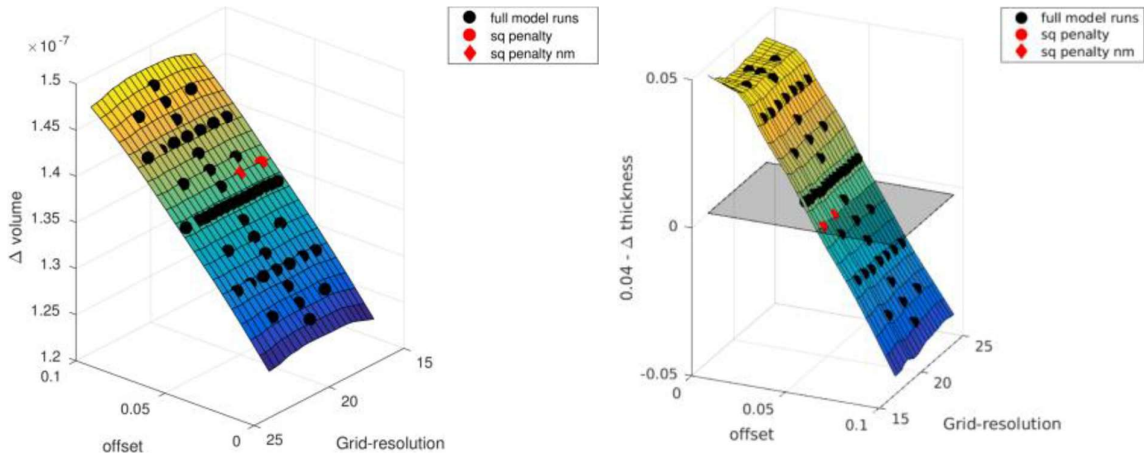 ×10⁻⁷
1.5
1.45
1.4
1.35
1.3
1.25
1.2
Δ volume
0.1
0.05
0
offset
25
20
15
Grid-resolution
full model runs
sq penalty
sq penalty nm
0.05
0
-0.05
0.04 - Δ thickness
0
0.05
0.1
offset
15
20
25
Grid-resolution
full model runs
sq penalty
sq penalty nm